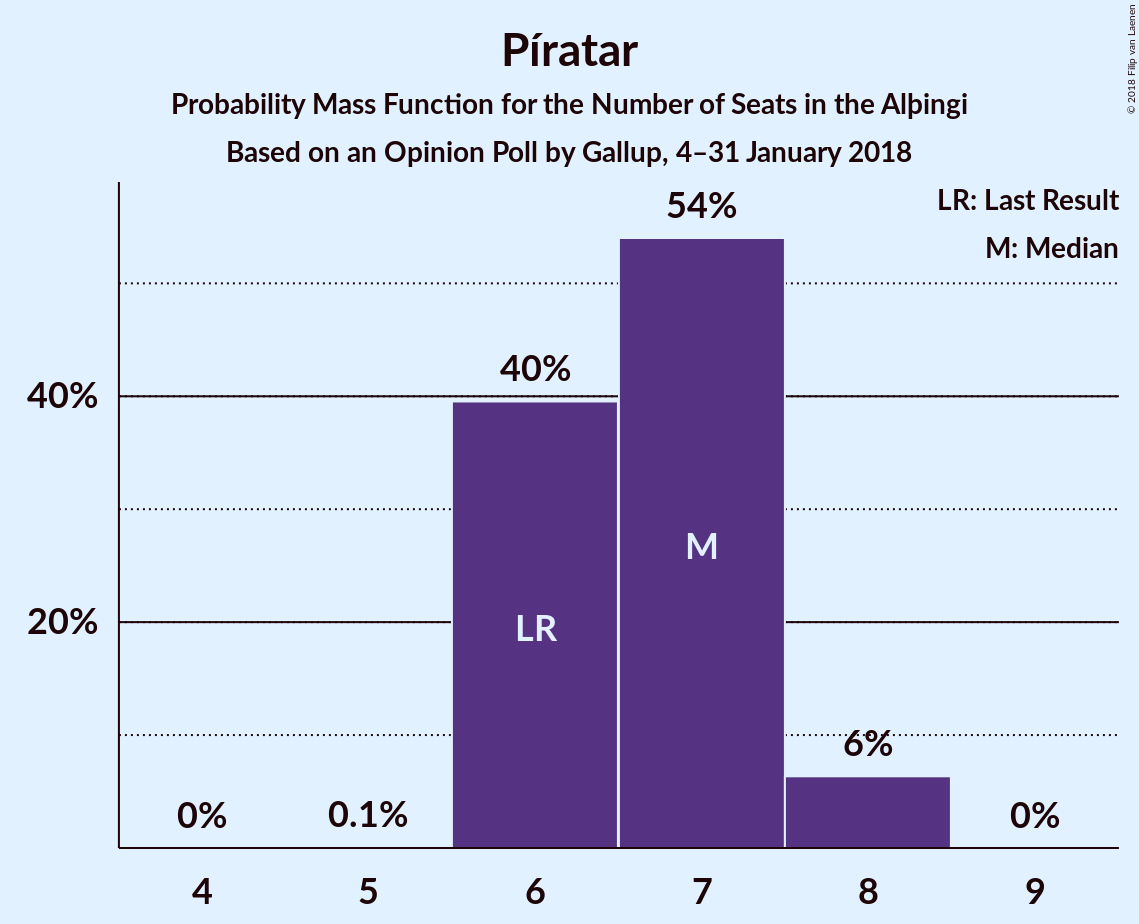 Píratar
Probability Mass Function for the Number of Seats in the Alþingi
Based on an Opinion Poll by Gallup, 4–31 January 2018
© 2018 Filip van Laenen
LR: Last Result
M: Median
54%
40%
40%
M
20%
LR
6%
0%
0.1%
0%
4
5
6
7
8
9